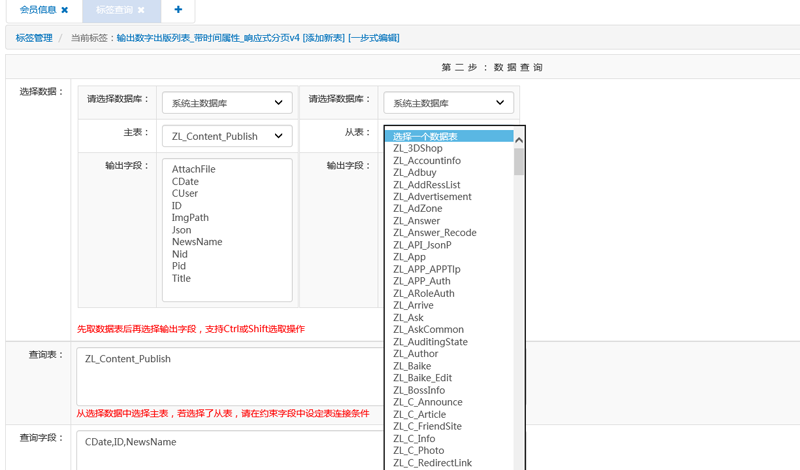 会员信息 ✖ 标签查询 ✖ +
标签管理 / 当前标签：输出数字出版列表_带时间属性_响应式分页v4 [添加新表] [一步式编辑]
第二步：数据查询
选择数据：
请选择数据库： 系统主数据库 请选择数据库： 系统主数据库
主表： ZL_Content_Publish 从表：
输出字段： 输出字段：
AttachFile
CDate
CUser
ID
ImgPath
Json
NewsName
Nid
Pid
Title
选择一个数据表
ZL_3DShop
ZL_Accountinfo
ZL_Adbuy
ZL_AddRessList
ZL_Advertisement
ZL_AdZone
ZL_Answer
ZL_Answer_Recode
ZL_API_JsonP
ZL_App
ZL_APP_APPTlp
ZL_APP_Auth
ZL_ARoleAuth
ZL_Arrive
ZL_Ask
ZL_AskCommon
ZL_AuditingState
ZL_Author
ZL_Baike
ZL_Baike_Edit
ZL_BossInfo
ZL_C_Announce
ZL_C_Article
ZL_C_FriendSite
ZL_C_Info
ZL_C_Photo
ZL_C_RedirectLink
先取数据表后再选择输出字段，支持Ctrl或Shift选取操作
查询表： ZL_Content_Publish
从选择数据中选择主表，若选择了从表，请在约束字段中设定表连接条件
查询字段： CDate,ID,NewsName